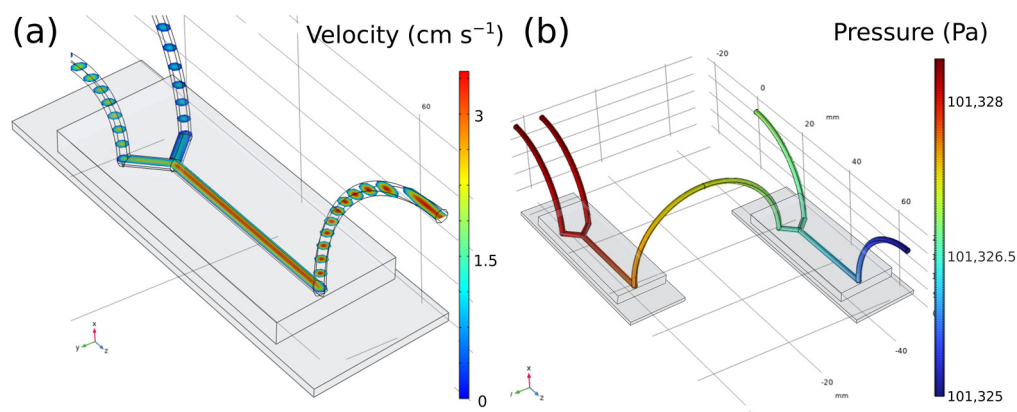 (a)
Velocity (cm s⁻¹)
3
1.5
0
60
x
y
z
(b)
Pressure (Pa)
101,328
101,326.5
101,325
-20
0
20
mm
40
60
-40
-20
mm
x
z